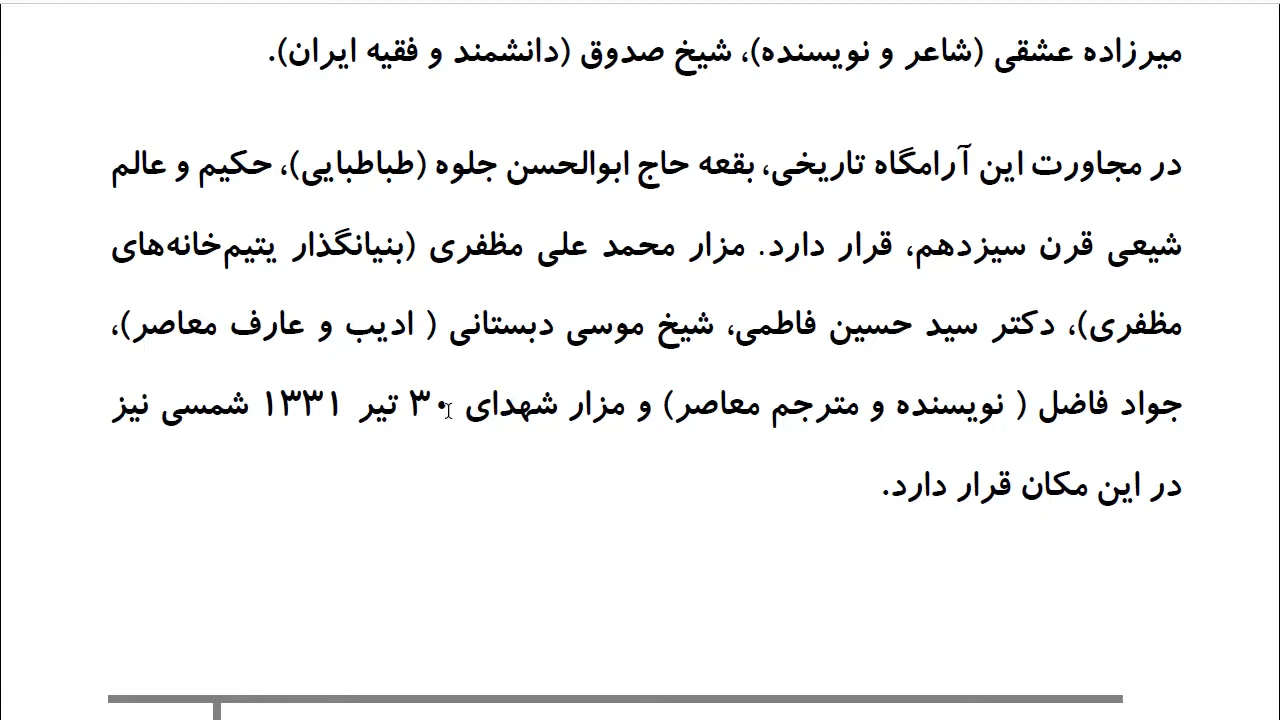 میرزاده عشقی (شاعر و نویسنده)، شیخ صدوق (دانشمند و فقیه ایران).
در مجاورت این آرامگاه تاریخی، بقعه حاج ابوالحسن جلوه (طباطبایی)، حکیم و عالم
شیعی قرن سیزدهم، قرار دارد. مزار محمد علی مظفری (بنیانگذار یتیم‌خانه‌های
مظفری)، دکتر سید حسین فاطمی، شیخ موسی دبستانی ( ادیب و عارف معاصر)،
جواد فاضل ( نویسنده و مترجم معاصر) و مزار شهدای ۳۰ تیر ۱۳۳۱ شمسی نیز
در این مکان قرار دارد.